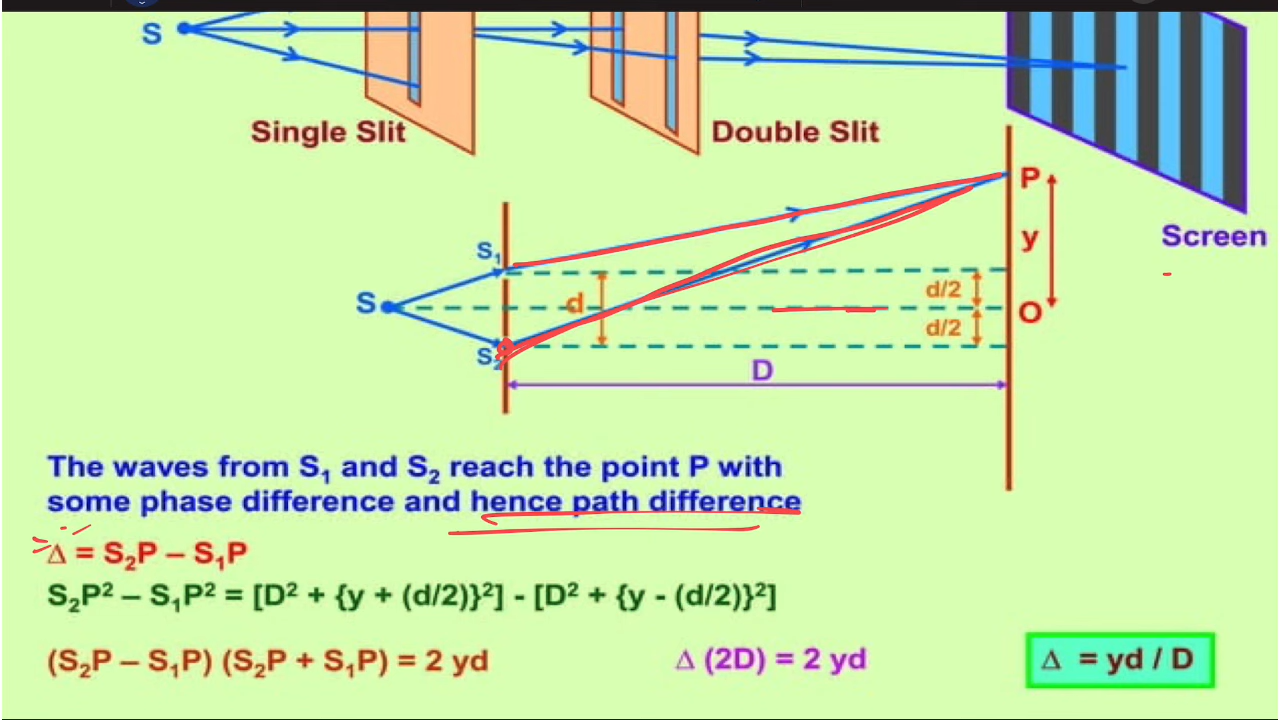 S
Single Slit
Double Slit
Screen
P
y
O
S₁
S
S₂
d
d/2
d/2
D
The waves from S₁ and S₂ reach the point P with
some phase difference and hence path difference
Δ = S₂P – S₁P
S₂P² – S₁P² = [D² + {y + (d/2)}²] - [D² + {y - (d/2)}²]
(S₂P – S₁P) (S₂P + S₁P) = 2 yd
Δ (2D) = 2 yd
Δ = yd / D